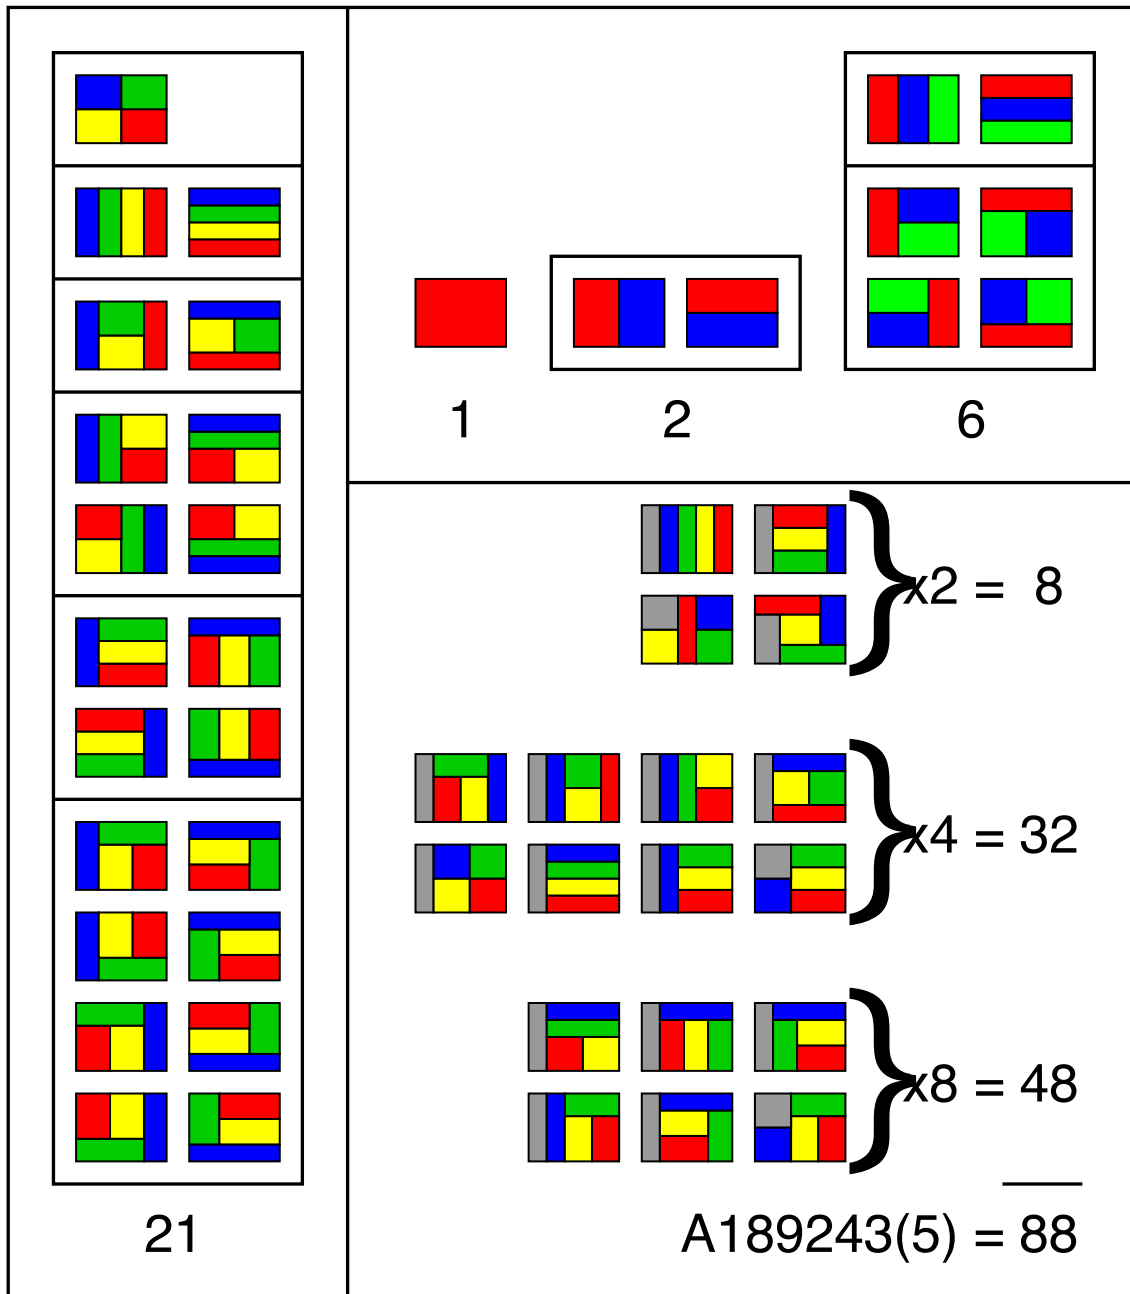 1
2
6
x2 = 8
x4 = 32
x8 = 48
21
A189243(5) = 88